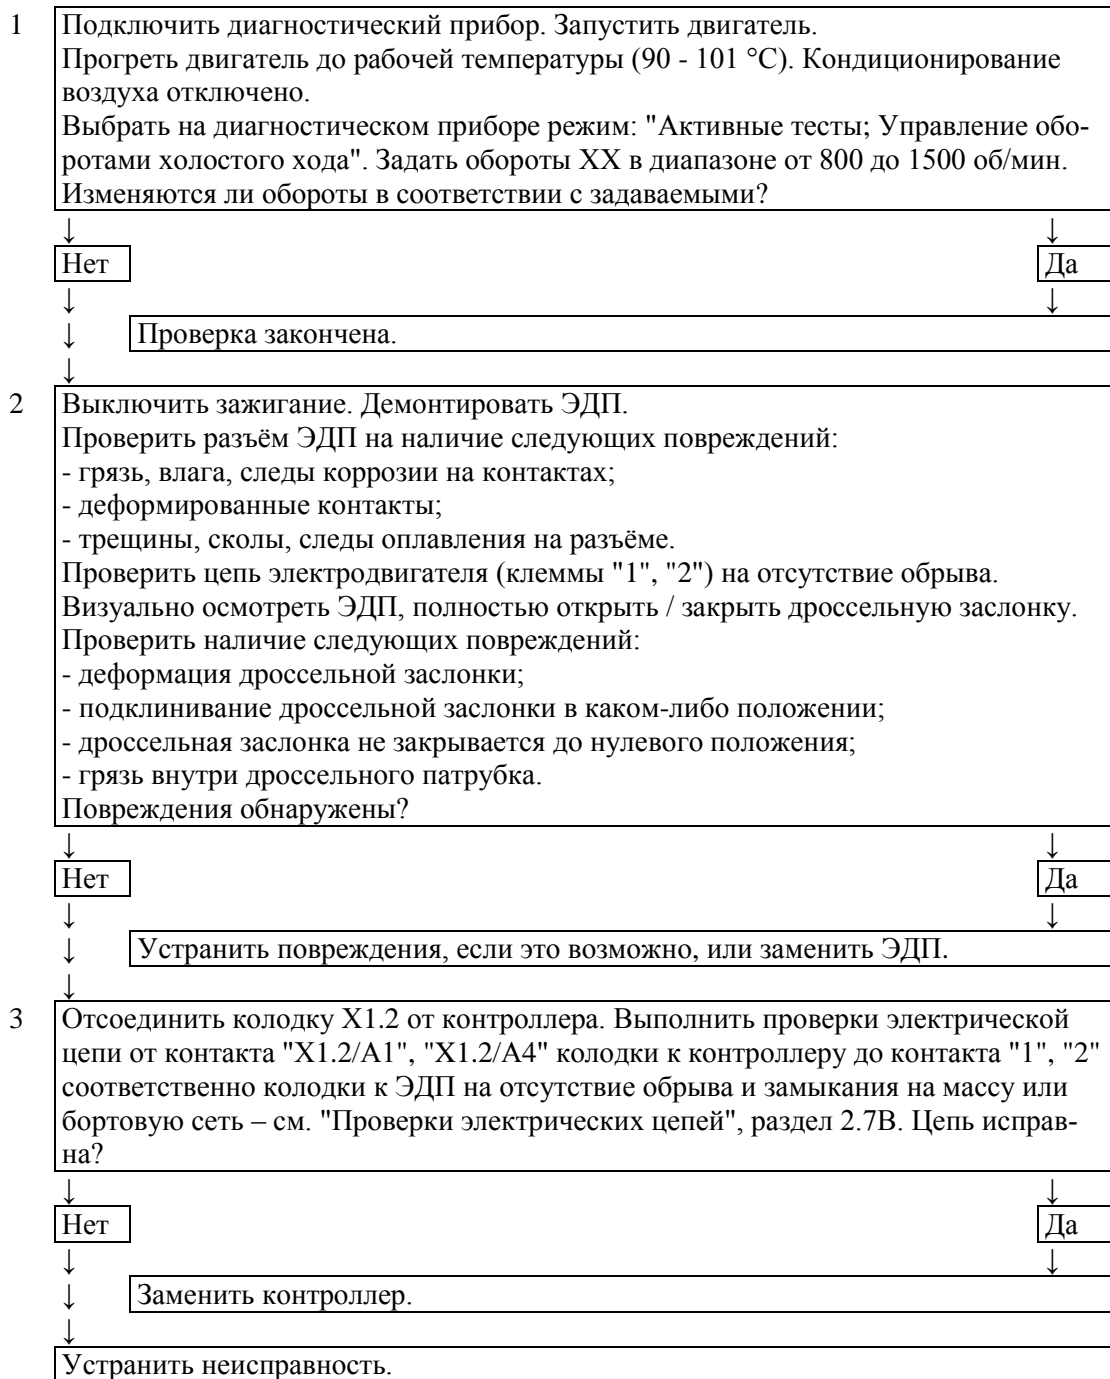 1 Подключить диагностический прибор. Запустить двигатель.
Прогреть двигатель до рабочей температуры (90 - 101 °С). Кондиционирование
воздуха отключено.
Выбрать на диагностическом приборе режим: "Активные тесты; Управление обо-
ротами холостого хода". Задать обороты ХХ в диапазоне от 800 до 1500 об/мин.
Изменяются ли обороты в соответствии с задаваемыми?
↓ ↓
Нет Да
↓ ↓
↓ Проверка закончена.
↓
2 Выключить зажигание. Демонтировать ЭДП.
Проверить разъём ЭДП на наличие следующих повреждений:
- грязь, влага, следы коррозии на контактах;
- деформированные контакты;
- трещины, сколы, следы оплавления на разъёме.
Проверить цепь электродвигателя (клеммы "1", "2") на отсутствие обрыва.
Визуально осмотреть ЭДП, полностью открыть / закрыть дроссельную заслонку.
Проверить наличие следующих повреждений:
- деформация дроссельной заслонки;
- подклинивание дроссельной заслонки в каком-либо положении;
- дроссельная заслонка не закрывается до нулевого положения;
- грязь внутри дроссельного патрубка.
Повреждения обнаружены?
↓ ↓
Нет Да
↓ ↓
↓ Устранить повреждения, если это возможно, или заменить ЭДП.
↓
3 Отсоединить колодку Х1.2 от контроллера. Выполнить проверки электрической
цепи от контакта "Х1.2/А1", "Х1.2/А4" колодки к контроллеру до контакта "1", "2"
соответственно колодки к ЭДП на отсутствие обрыва и замыкания на массу или
бортовую сеть – см. "Проверки электрических цепей", раздел 2.7В. Цепь исправ-
на?
↓ ↓
Нет Да
↓ ↓
↓ Заменить контроллер.
↓
Устранить неисправность.